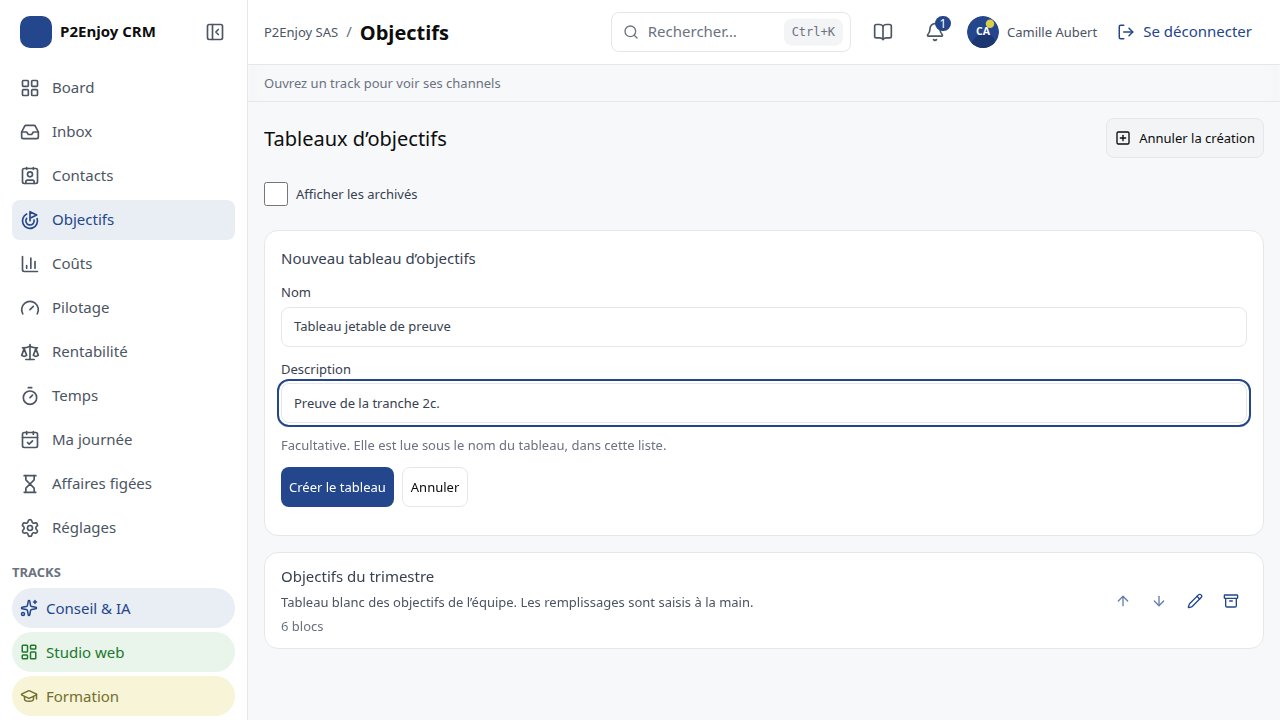 P2Enjoy CRM
Board
Inbox
Contacts
Objectifs
Coûts
Pilotage
Rentabilité
Temps
Ma journée
Affaires figées
Réglages
TRACKS
Conseil & IA
Studio web
Formation
P2Enjoy SAS / Objectifs
Rechercher... Ctrl+K
1
CA
Camille Aubert
Se déconnecter
Ouvrez un track pour voir ses channels
Tableaux d’objectifs
Annuler la création
Afficher les archivés
Nouveau tableau d’objectifs
Nom
Tableau jetable de preuve
Description
Preuve de la tranche 2c.
Facultative. Elle est lue sous le nom du tableau, dans cette liste.
Créer le tableau
Annuler
Objectifs du trimestre
Tableau blanc des objectifs de l’équipe. Les remplissages sont saisis à la main.
6 blocs